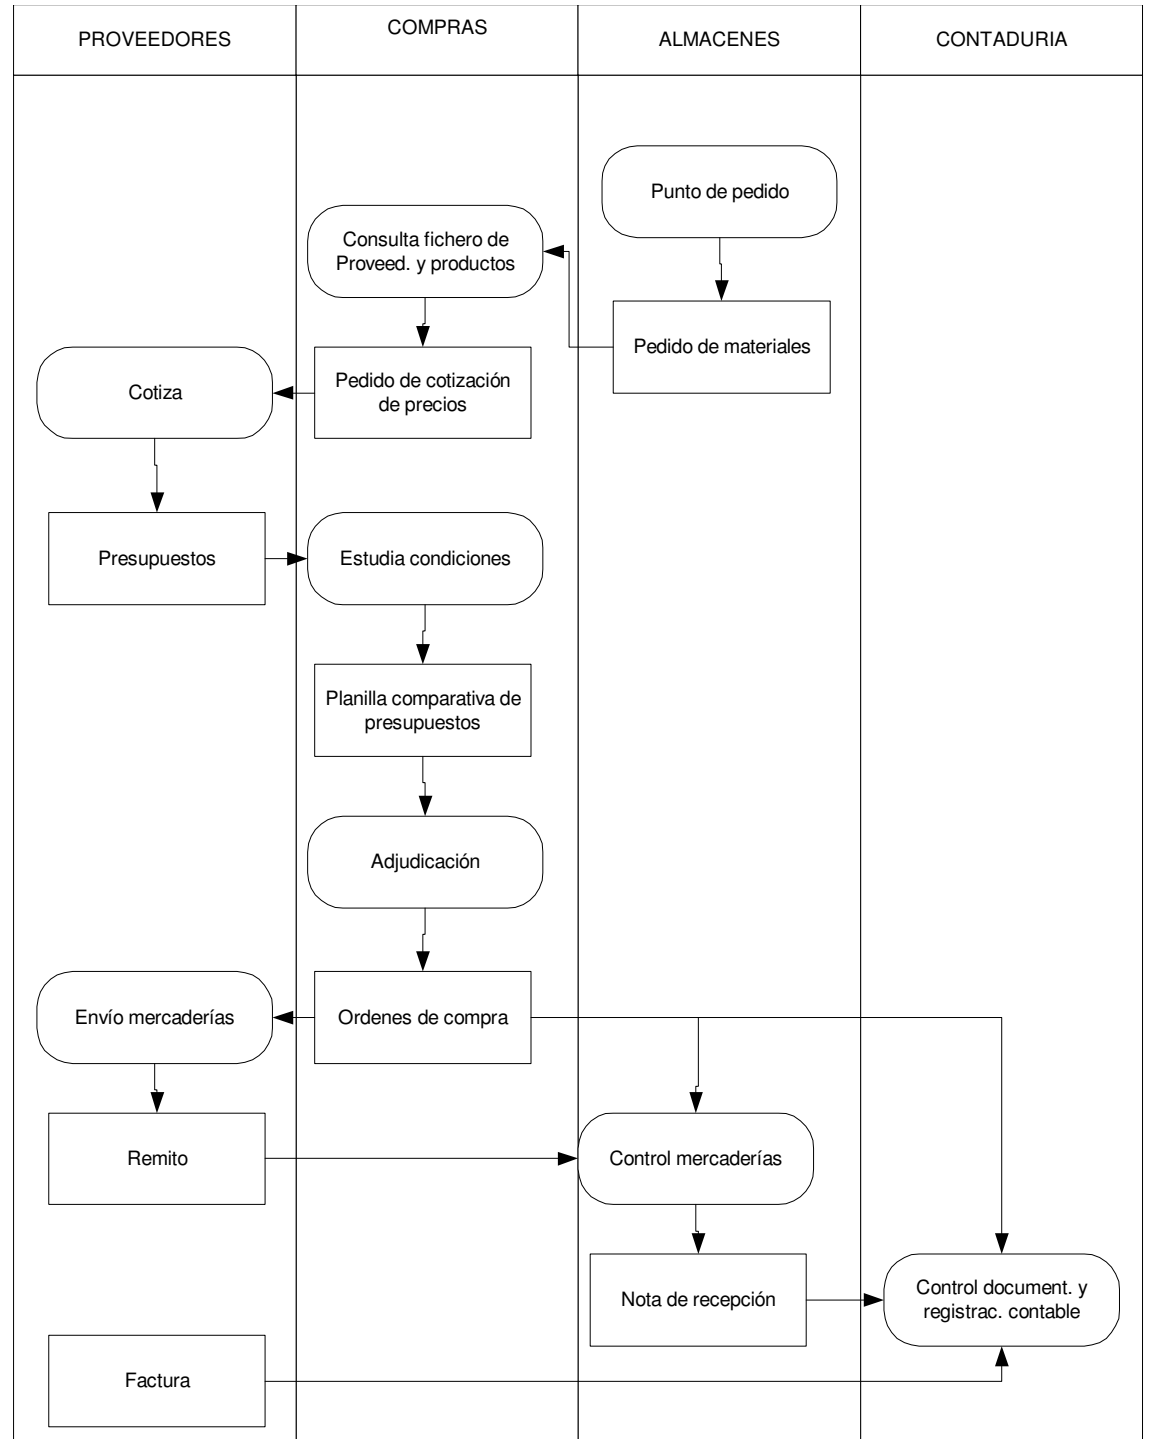 PROVEEDORES
COMPRAS
ALMACENES
CONTADURIA
Punto de pedido
Consulta fichero de
Proveed. y productos
Pedido de materiales
Cotiza
Pedido de cotización
de precios
Presupuestos
Estudia condiciones
Planilla comparativa de
presupuestos
Adjudicación
Envío mercaderías
Ordenes de compra
Remito
Control mercaderías
Nota de recepción
Control document. y
registrac. contable
Factura